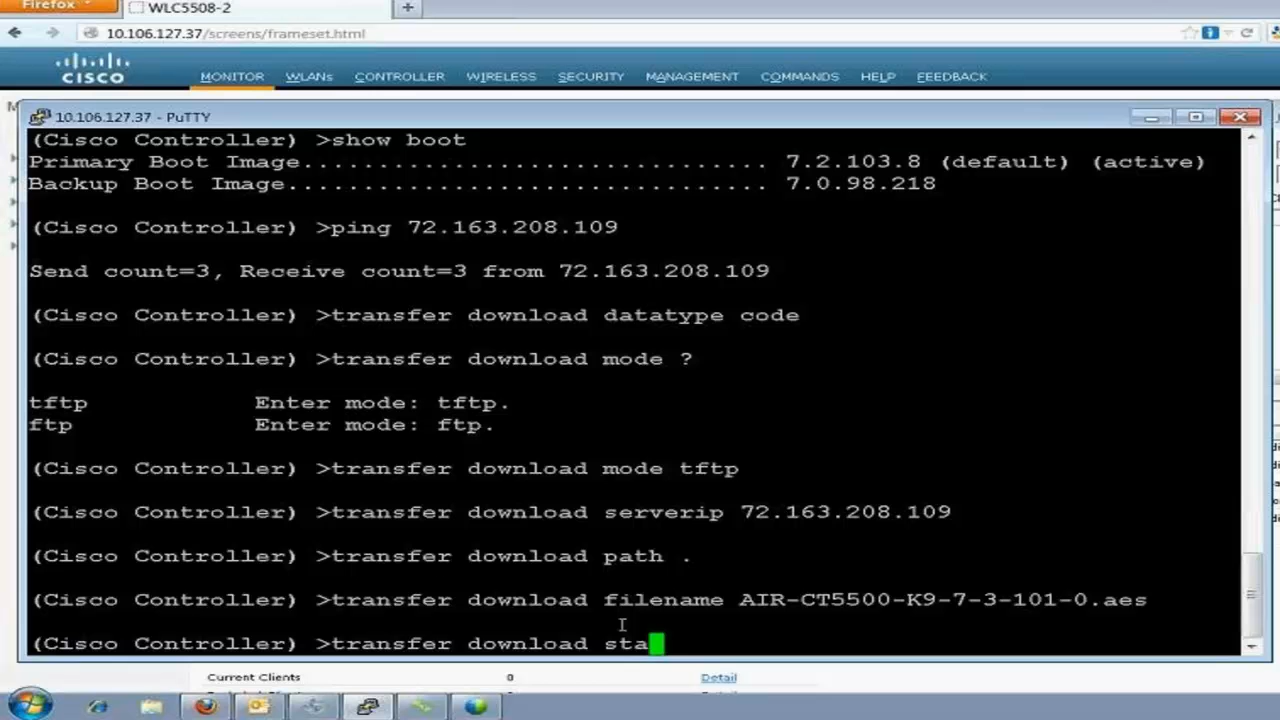 Firefox
WLC5508-2
10.106.127.37/screens/frameset.html
CISCO
MONITOR WLANs CONTROLLER WIRELESS SECURITY MANAGEMENT COMMANDS HELP FEEDBACK
10.106.127.37 - PuTTY
(Cisco Controller) >show boot
Primary Boot Image............................... 7.2.103.8 (default) (active)
Backup Boot Image................................ 7.0.98.218
(Cisco Controller) >ping 72.163.208.109
Send count=3, Receive count=3 from 72.163.208.109
(Cisco Controller) >transfer download datatype code
(Cisco Controller) >transfer download mode ?
tftp Enter mode: tftp.
ftp Enter mode: ftp.
(Cisco Controller) >transfer download mode tftp
(Cisco Controller) >transfer download serverip 72.163.208.109
(Cisco Controller) >transfer download path .
(Cisco Controller) >transfer download filename AIR-CT5500-K9-7-3-101-0.aes
(Cisco Controller) >transfer download sta
Current Clients 0 Detail